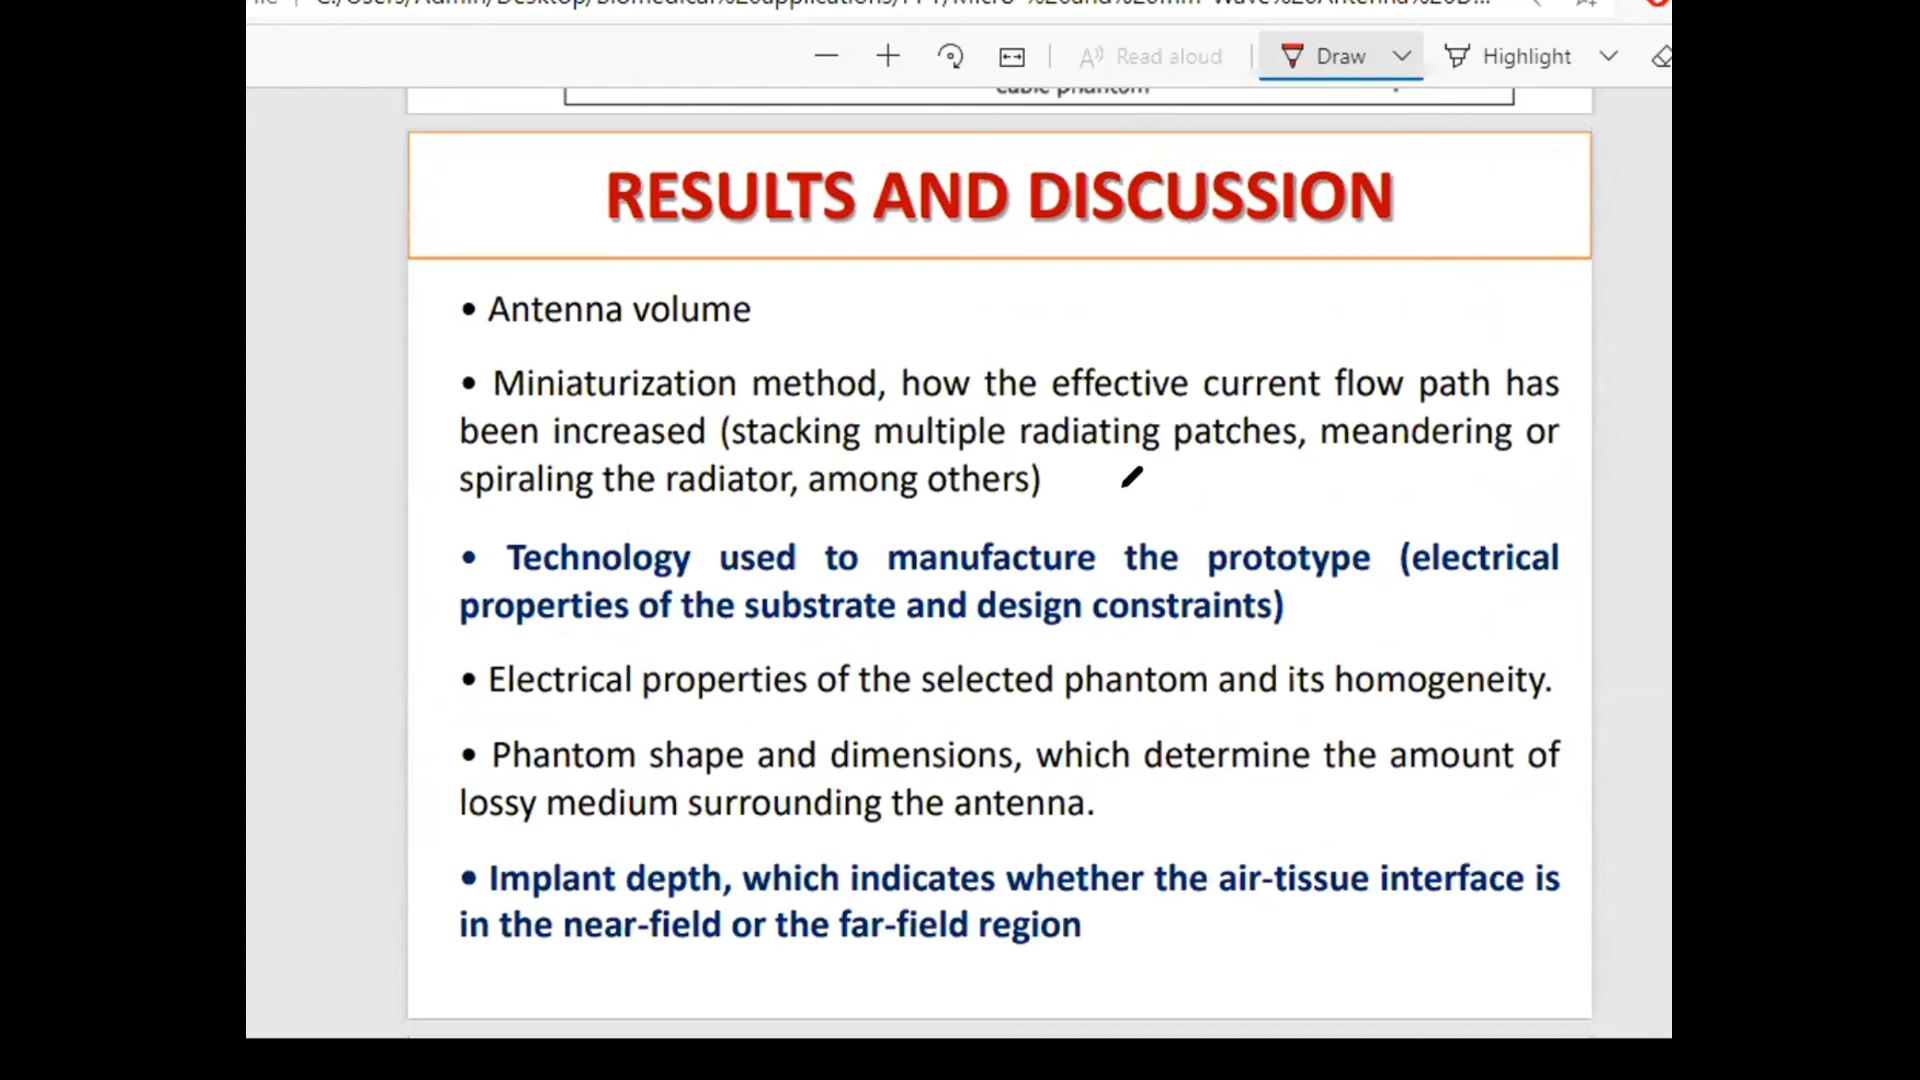 Read aloud
Draw
Highlight
cubic phantom
RESULTS AND DISCUSSION
• Antenna volume
• Miniaturization method, how the effective current flow path has
been increased (stacking multiple radiating patches, meandering or
spiraling the radiator, among others)
• Technology used to manufacture the prototype (electrical
properties of the substrate and design constraints)
• Electrical properties of the selected phantom and its homogeneity.
• Phantom shape and dimensions, which determine the amount of
lossy medium surrounding the antenna.
• Implant depth, which indicates whether the air-tissue interface is
in the near-field or the far-field region